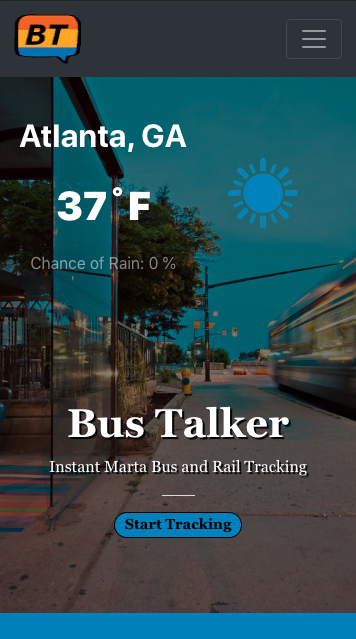 BT
Atlanta, GA
37°F
Chance of Rain: 0 %
Bus Talker
Instant Marta Bus and Rail Tracking
Start Tracking